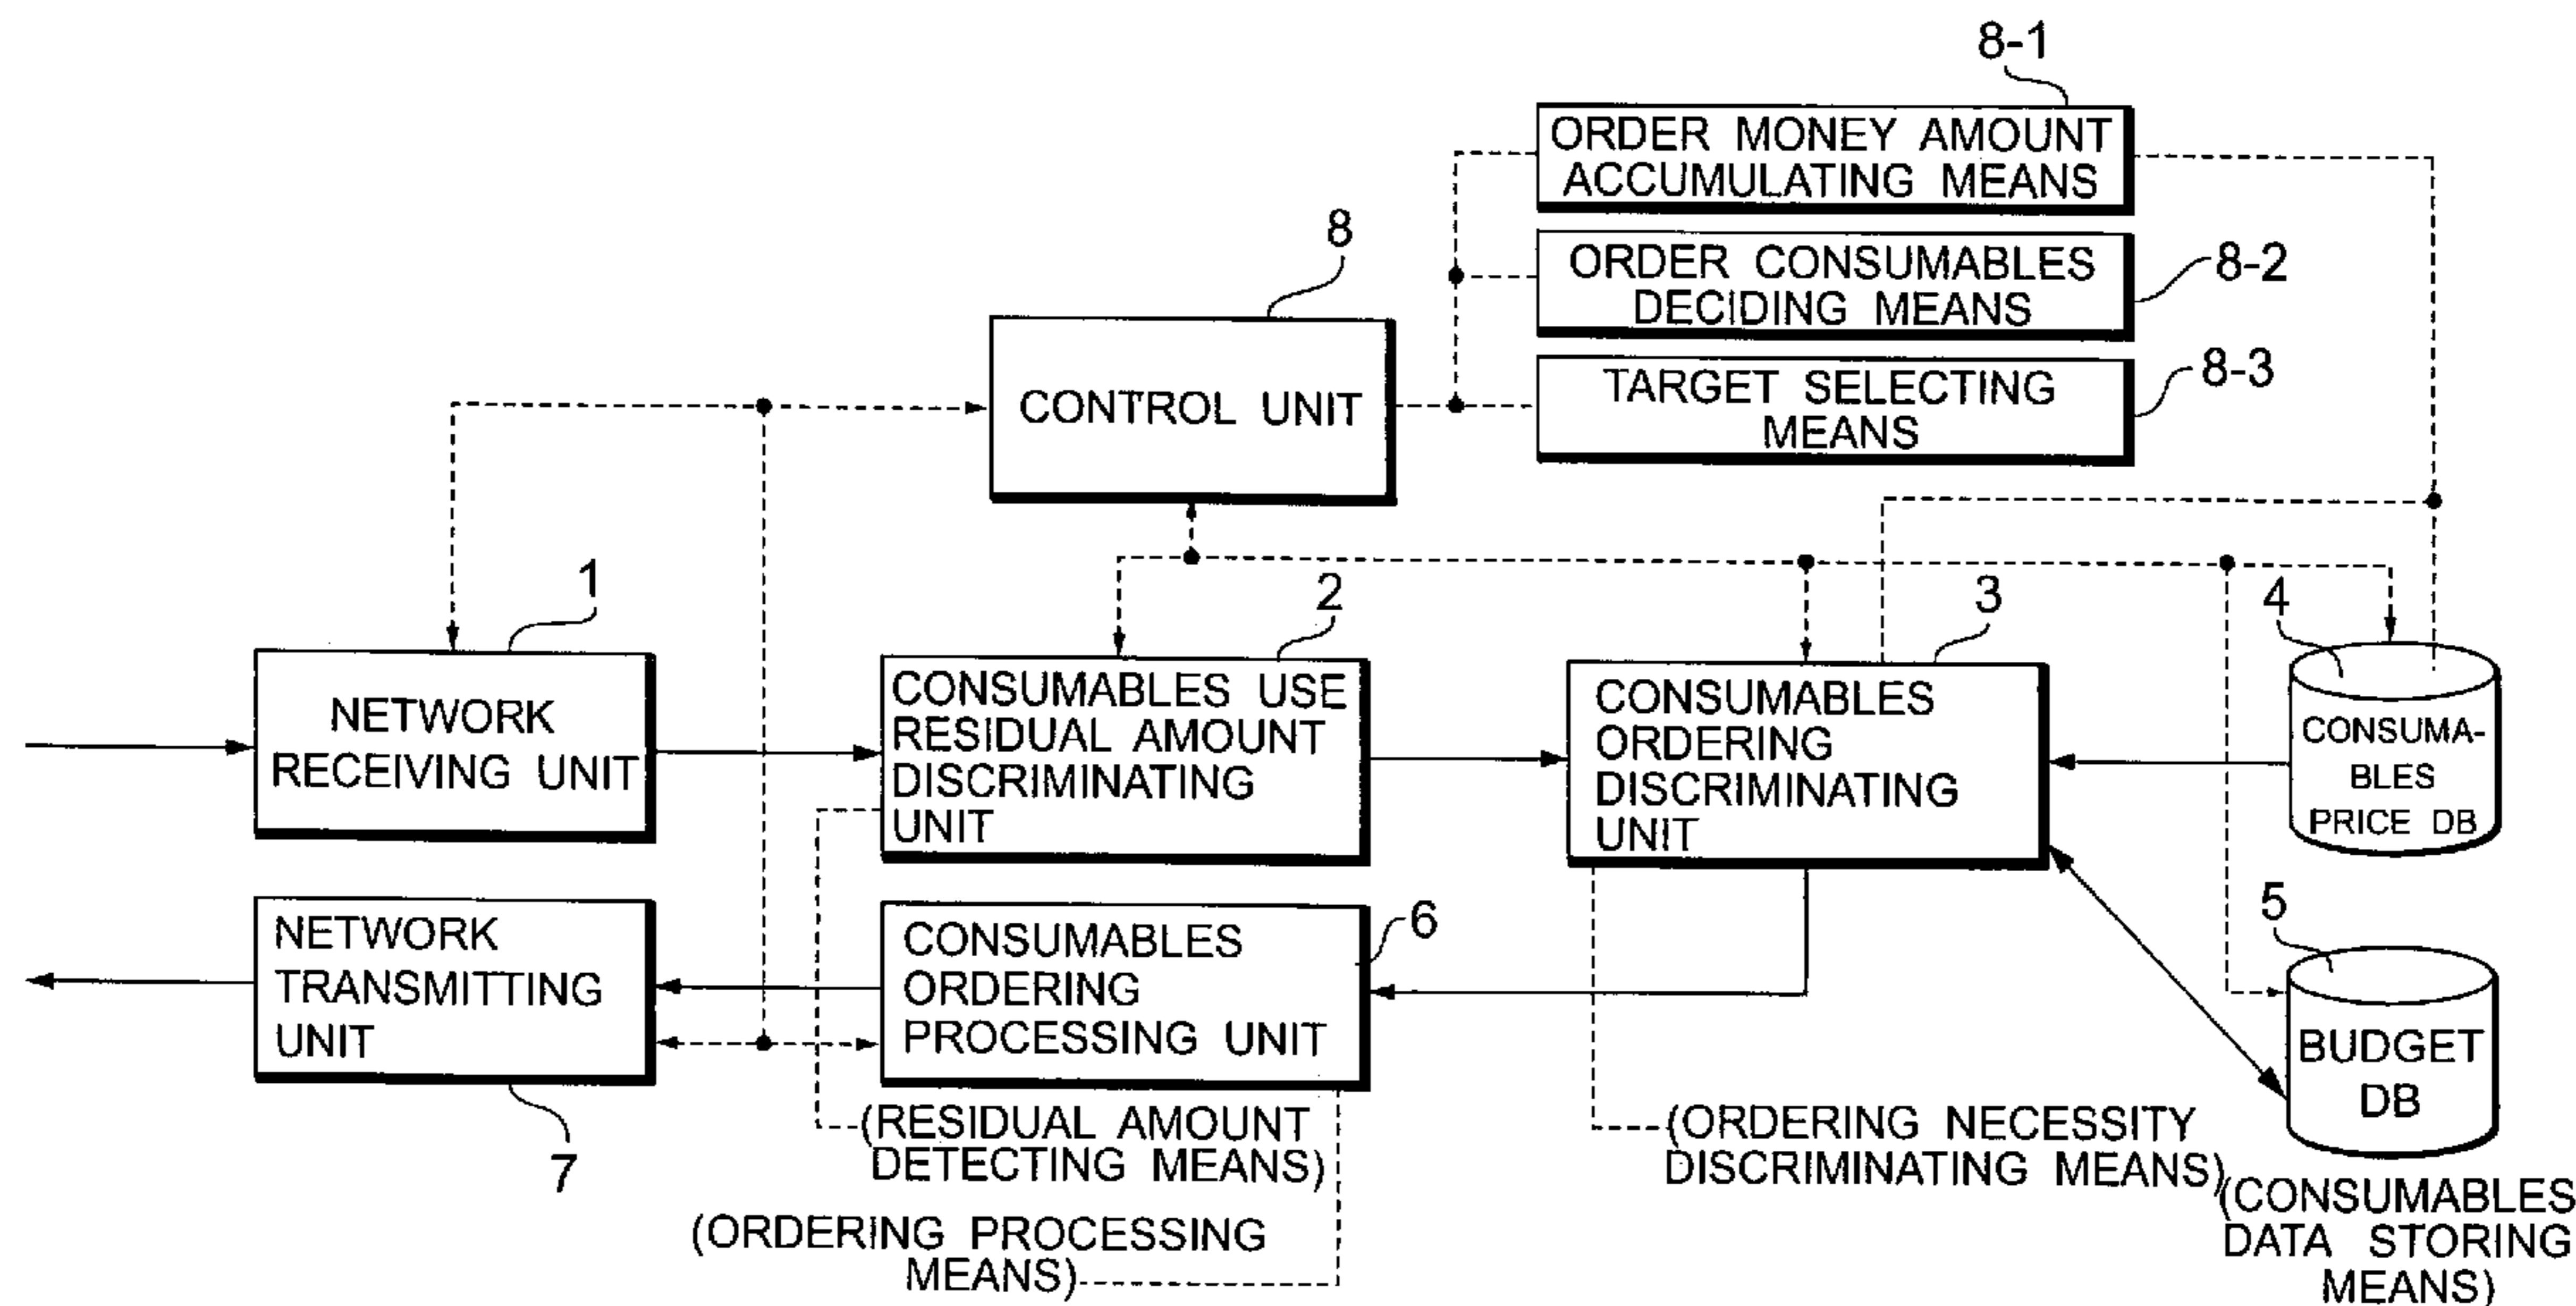 8-1
ORDER MONEY AMOUNT
ACCUMULATING MEANS
8
ORDER CONSUMABLES
DECIDING MEANS
8-2
CONTROL UNIT
TARGET SELECTING
MEANS
8-3
1
NETWORK
RECEIVING UNIT
2
CONSUMABLES USE
RESIDUAL AMOUNT
DISCRIMINATING
UNIT
3
CONSUMABLES
ORDERING
DISCRIMINATING
UNIT
4
CONSUMA-
BLES
PRICE DB
NETWORK
TRANSMITTING
UNIT
7
CONSUMABLES
ORDERING
PROCESSING UNIT
6
5
BUDGET
DB
(RESIDUAL AMOUNT
DETECTING MEANS)
(ORDERING NECESSITY
DISCRIMINATING MEANS)
(ORDERING PROCESSING
MEANS)
(CONSUMABLES
DATA STORING
MEANS)